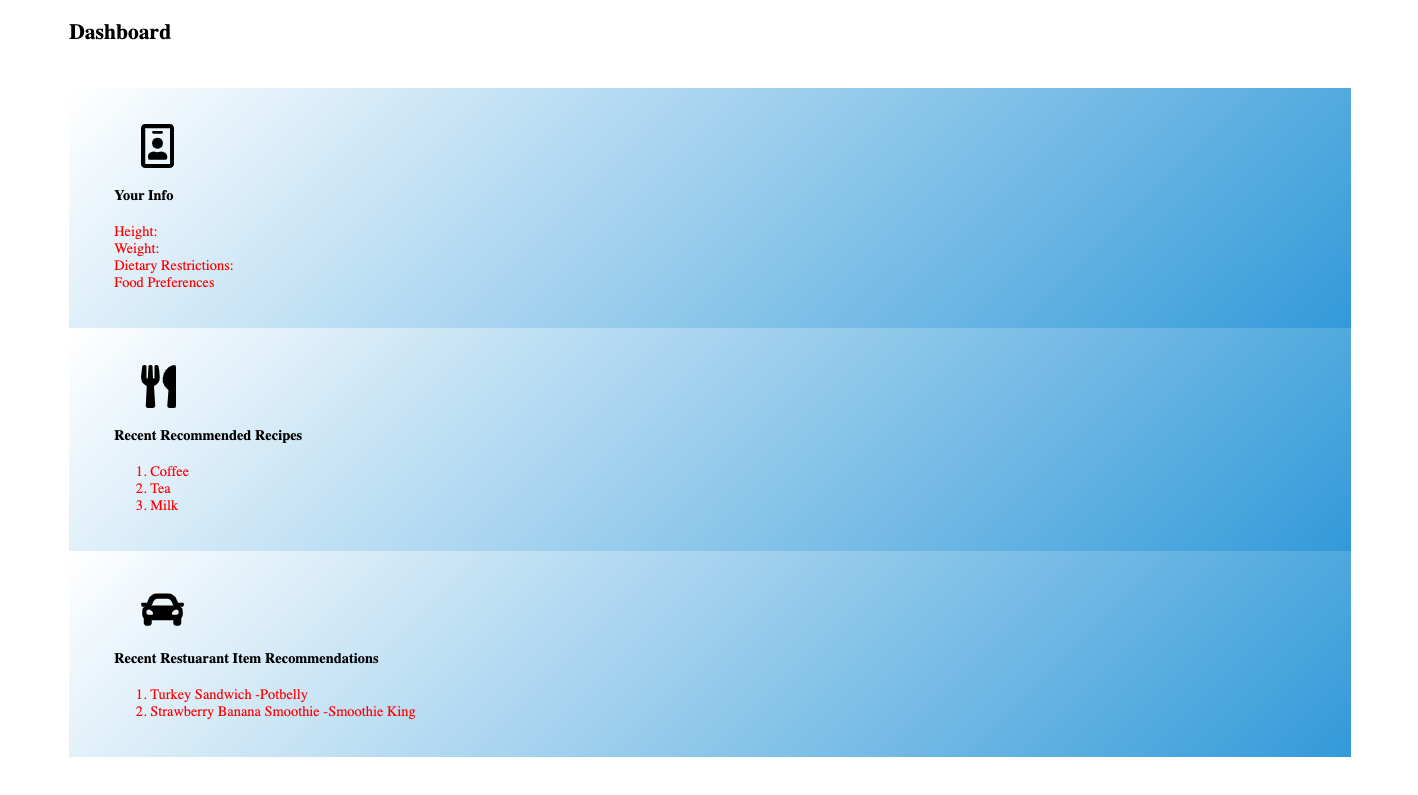 Dashboard
Your Info
Height:
Weight:
Dietary Restrictions:
Food Preferences
Recent Recommended Recipes
1. Coffee
2. Tea
3. Milk
Recent Restuarant Item Recommendations
1. Turkey Sandwich -Potbelly
2. Strawberry Banana Smoothie -Smoothie King